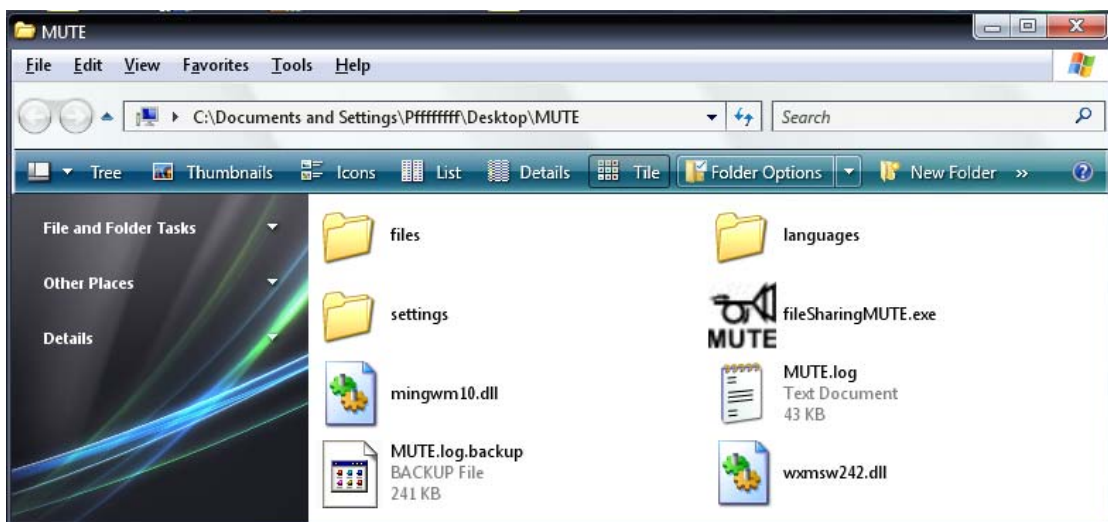 MUTE
File Edit View Favorites Tools Help
C:\Documents and Settings\Pffffffff\Desktop\MUTE
Search
Tree Thumbnails Icons List Details Tile Folder Options New Folder »
File and Folder Tasks
Other Places
Details
files
languages
settings
MUTE
fileSharingMUTE.exe
mingwm10.dll
MUTE.log
Text Document
43 KB
MUTE.log.backup
BACKUP File
241 KB
wxmsw242.dll